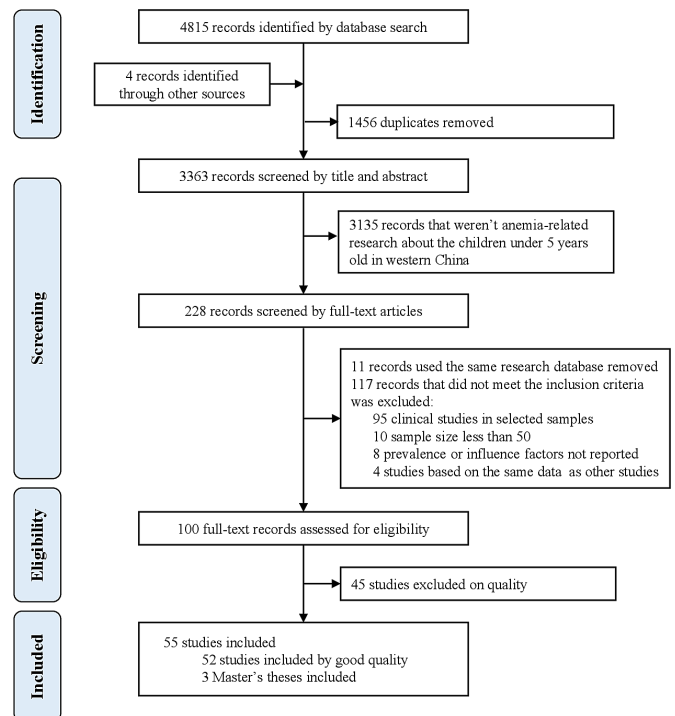 Identification
4815 records identified by database search
4 records identified
through other sources
1456 duplicates removed
Screening
3363 records screened by title and abstract
3135 records that weren't anemia-related
research about the children under 5 years
old in western China
228 records screened by full-text articles
11 records used the same research database removed
117 records that did not meet the inclusion criteria
was excluded:
95 clinical studies in selected samples
10 sample size less than 50
8 prevalence or influence factors not reported
4 studies based on the same data as other studies
Eligibility
100 full-text records assessed for eligibility
45 studies excluded on quality
Included
55 studies included
52 studies included by good quality
3 Master's theses included